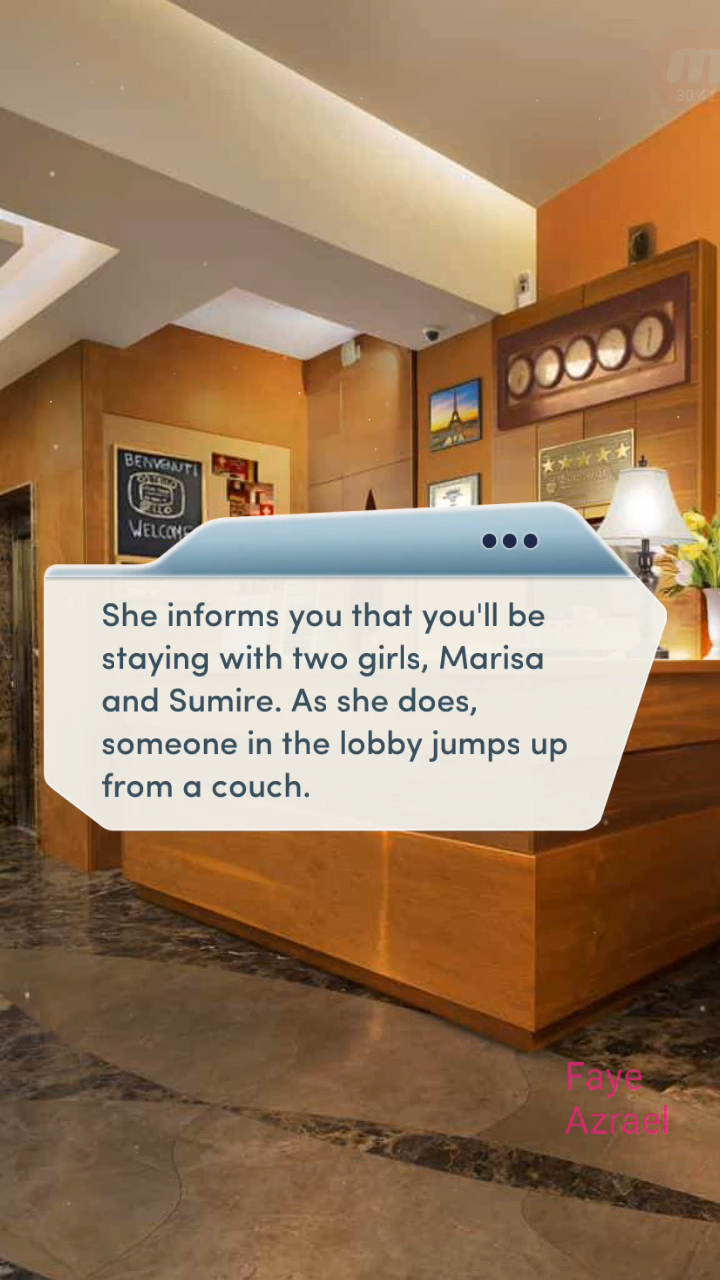 BENVENUTI
WELCOME
She informs you that you'll be
staying with two girls, Marisa
and Sumire. As she does,
someone in the lobby jumps up
from a couch.
Faye
Azrael